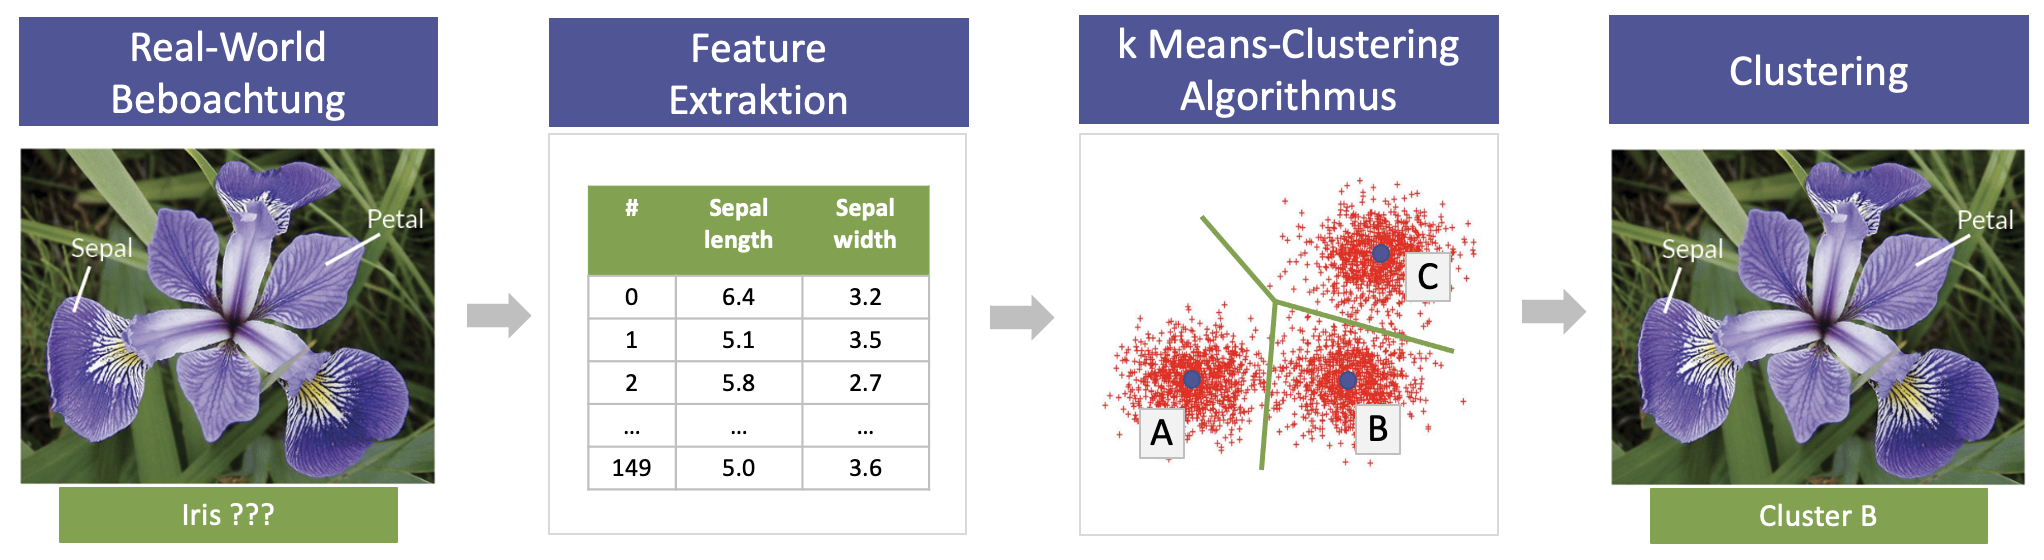 Real-World
Beboachtung
Sepal
Petal
Iris ???
Feature
Extraktion
# Sepal length Sepal width
0 6.4 3.2
1 5.1 3.5
2 5.8 2.7
... ... ...
149 5.0 3.6
k Means-Clustering
Algorithmus
C
A
B
Clustering
Sepal
Petal
Cluster B